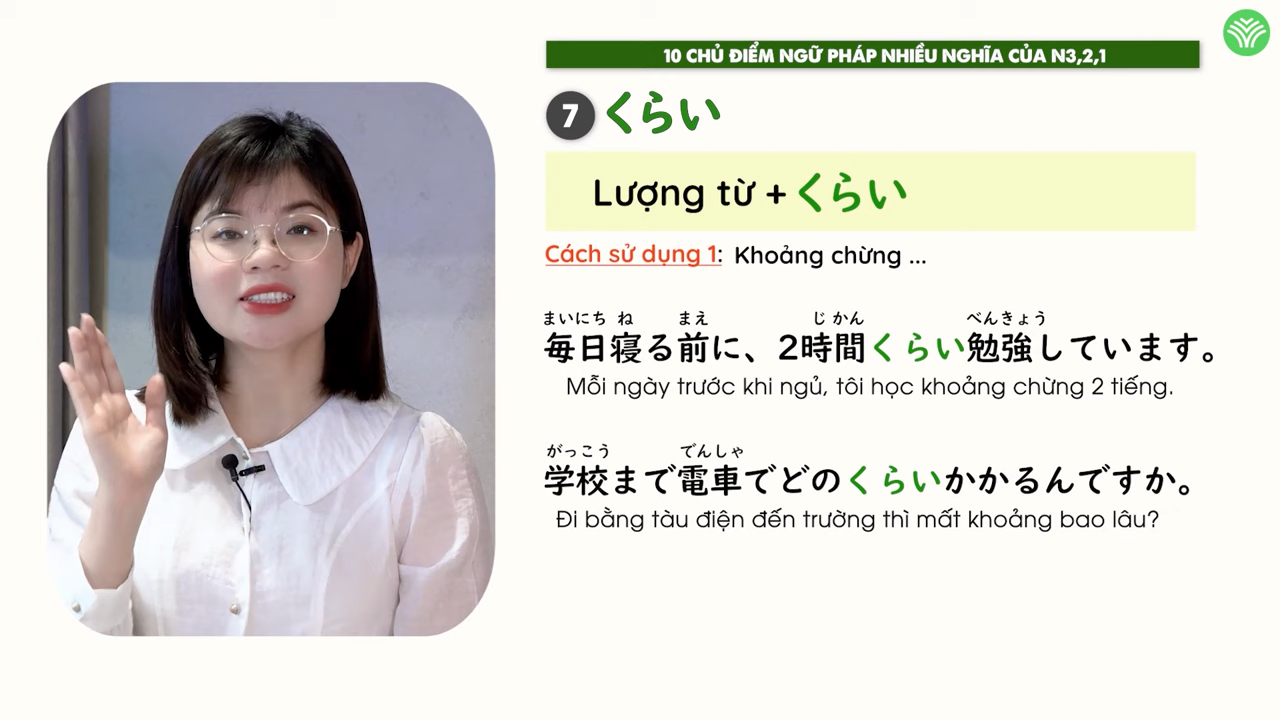 10 CHỦ ĐIỂM NGỮ PHÁP NHIỀU NGHĨA CỦA N3,2,1
7 くらい
Lượng từ + くらい
Cách sử dụng 1: Khoảng chừng ...
まいにち ね まえ じかん べんきょう
毎日寝る前に、2時間くらい勉強しています。
Mỗi ngày trước khi ngủ, tôi học khoảng chừng 2 tiếng.
がっこう でんしゃ
学校まで電車でどのくらいかかるんですか。
Đi bằng tàu điện đến trường thì mất khoảng bao lâu?